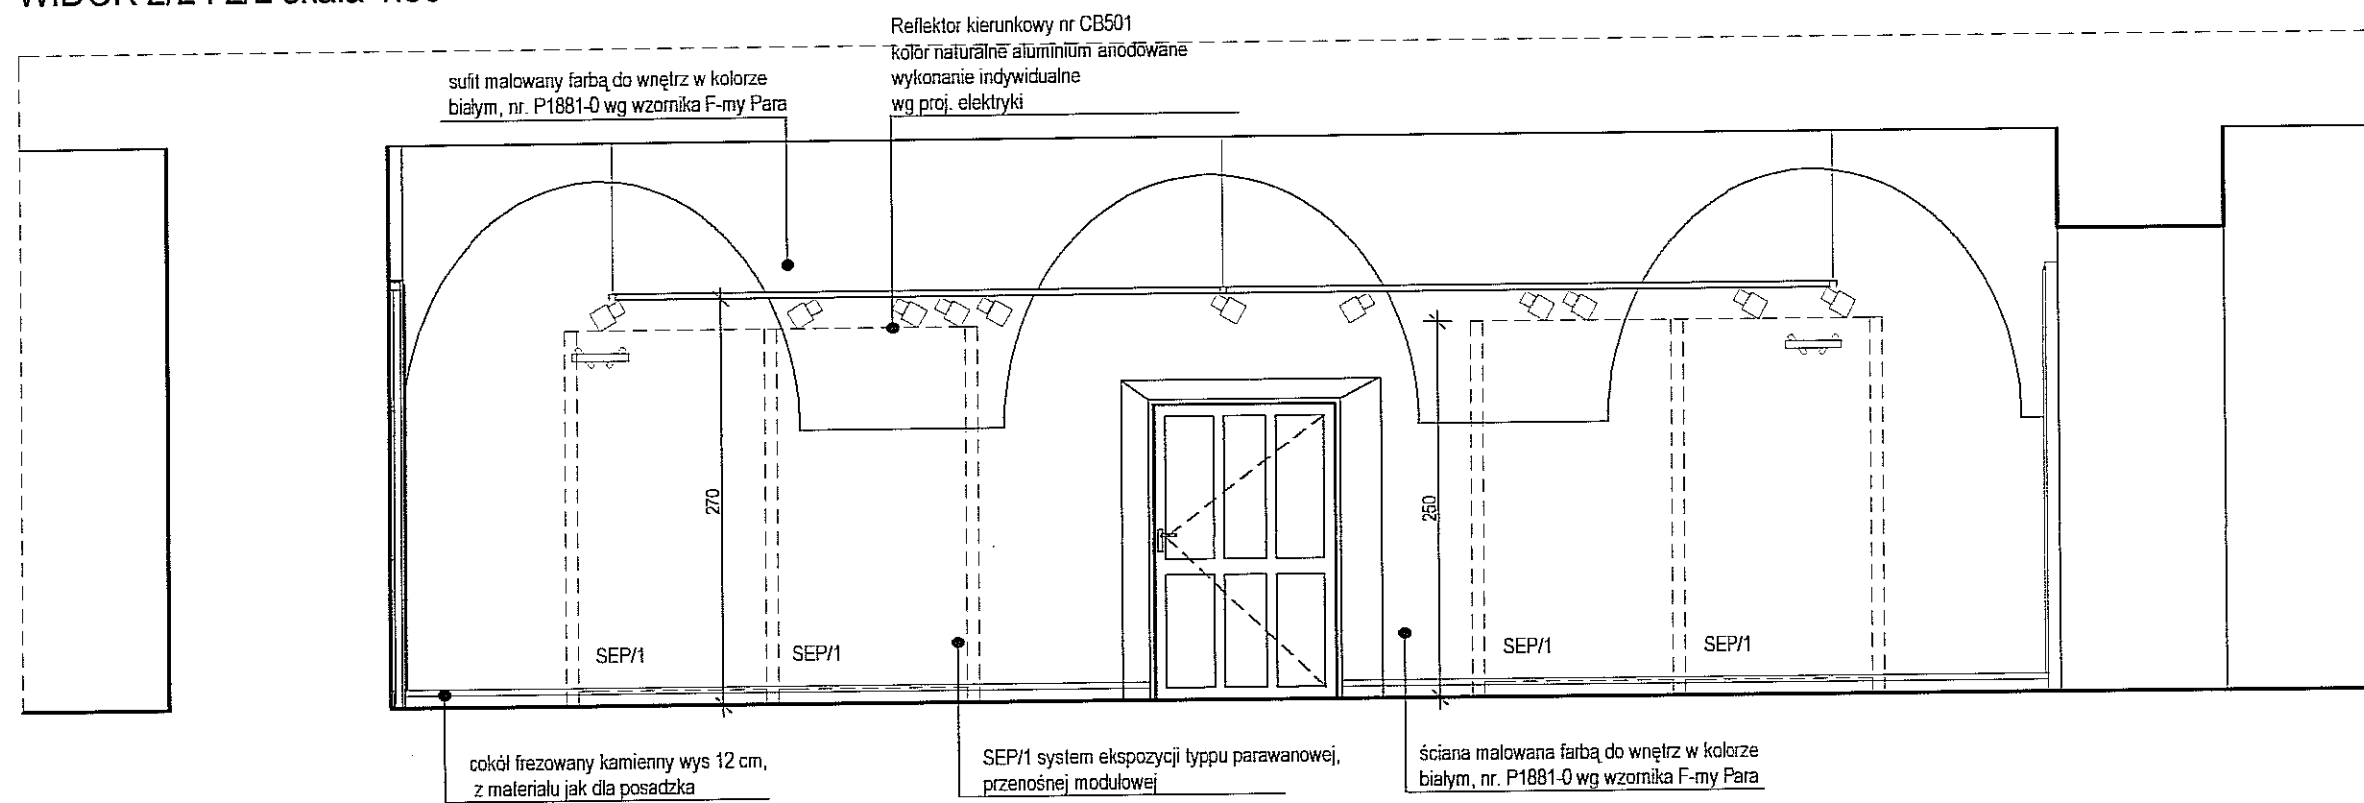 Reflektor kierunkowy nr CB501
kolor naturalne aluminium anodowane
wykonanie indywidualne
wg proj. elektryki
sufit malowany farbą do wnętrz w kolorze
białym, nr. P1881-0 wg wzornika F-my Para
270
250
SEP/1
SEP/1
SEP/1
SEP/1
cokół frezowany kamienny wys 12 cm,
z materiału jak dla posadzka
SEP/1 system ekspozycji typpu parawanowej,
przenośnej modułowej
ściana malowana farbą do wnętrz w kolorze
białym, nr. P1881-0 wg wzornika F-my Para